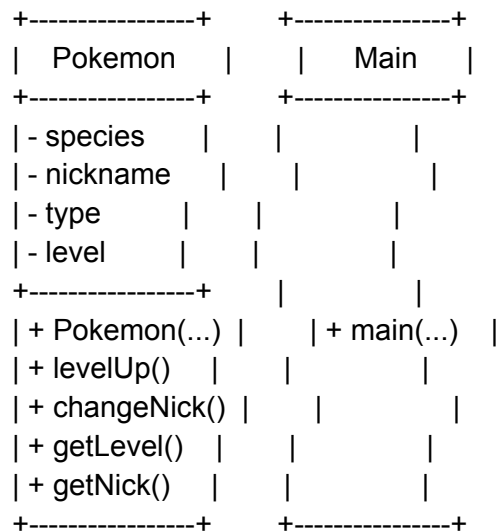 +-----------------+ +----------------+
| Pokemon | | Main |
+-----------------+ +----------------+
| - species | | |
| - nickname | | |
| - type | | |
| - level | | |
+-----------------+ | |
| + Pokemon(...) | | + main(...) |
| + levelUp() | | |
| + changeNick() | | |
| + getLevel() | | |
| + getNick() | | |
+-----------------+ +----------------+